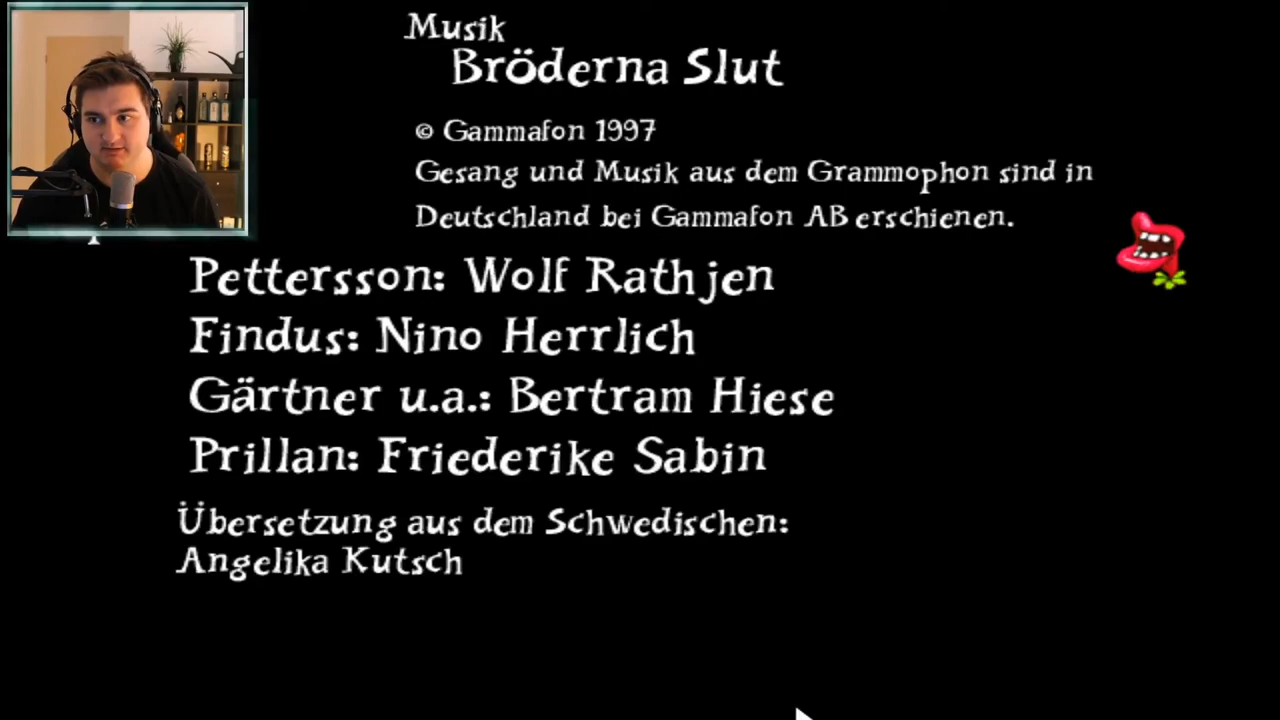 Musik
Bröderna Slut
© Gammafon 1997
Gesang und Musik aus dem Grammophon sind in
Deutschland bei Gammafon AB erschienen.
Pettersson: Wolf Rathjen
Findus: Nino Herrlich
Gärtner u.a.: Bertram Hiese
Prillan: Friederike Sabin
Übersetzung aus dem Schwedischen:
Angelika Kutsch